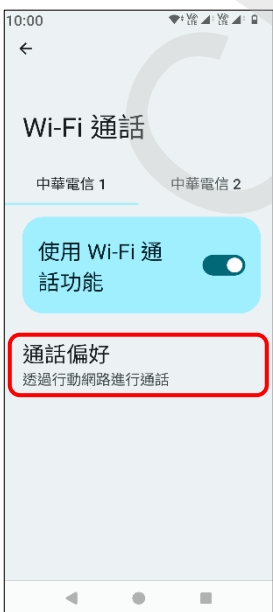 10:00
Wi-Fi 通話
中華電信 1 中華電信 2
使用 Wi-Fi 通
話功能
通話偏好
透過行動網路進行通話